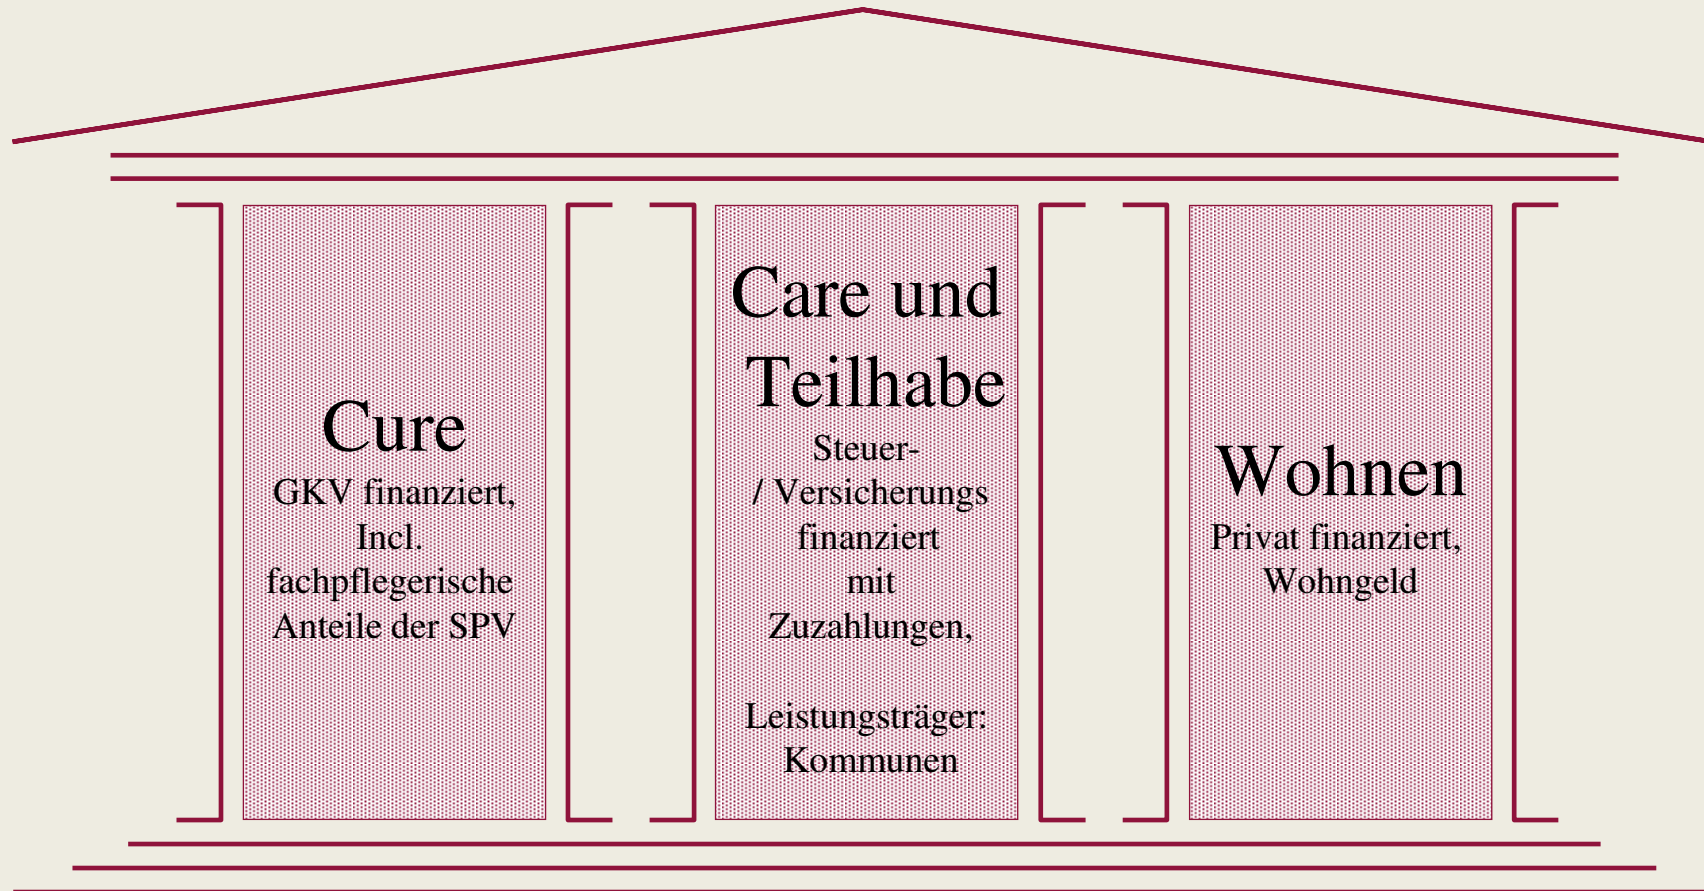 Cure
GKV finanziert,
Incl.
fachpflegerische
Anteile der SPV
Care und
Teilhabe
Steuer-
/ Versicherungs
finanziert
mit
Zuzahlungen,
Leistungsträger:
Kommunen
Wohnen
Privat finanziert,
Wohngeld